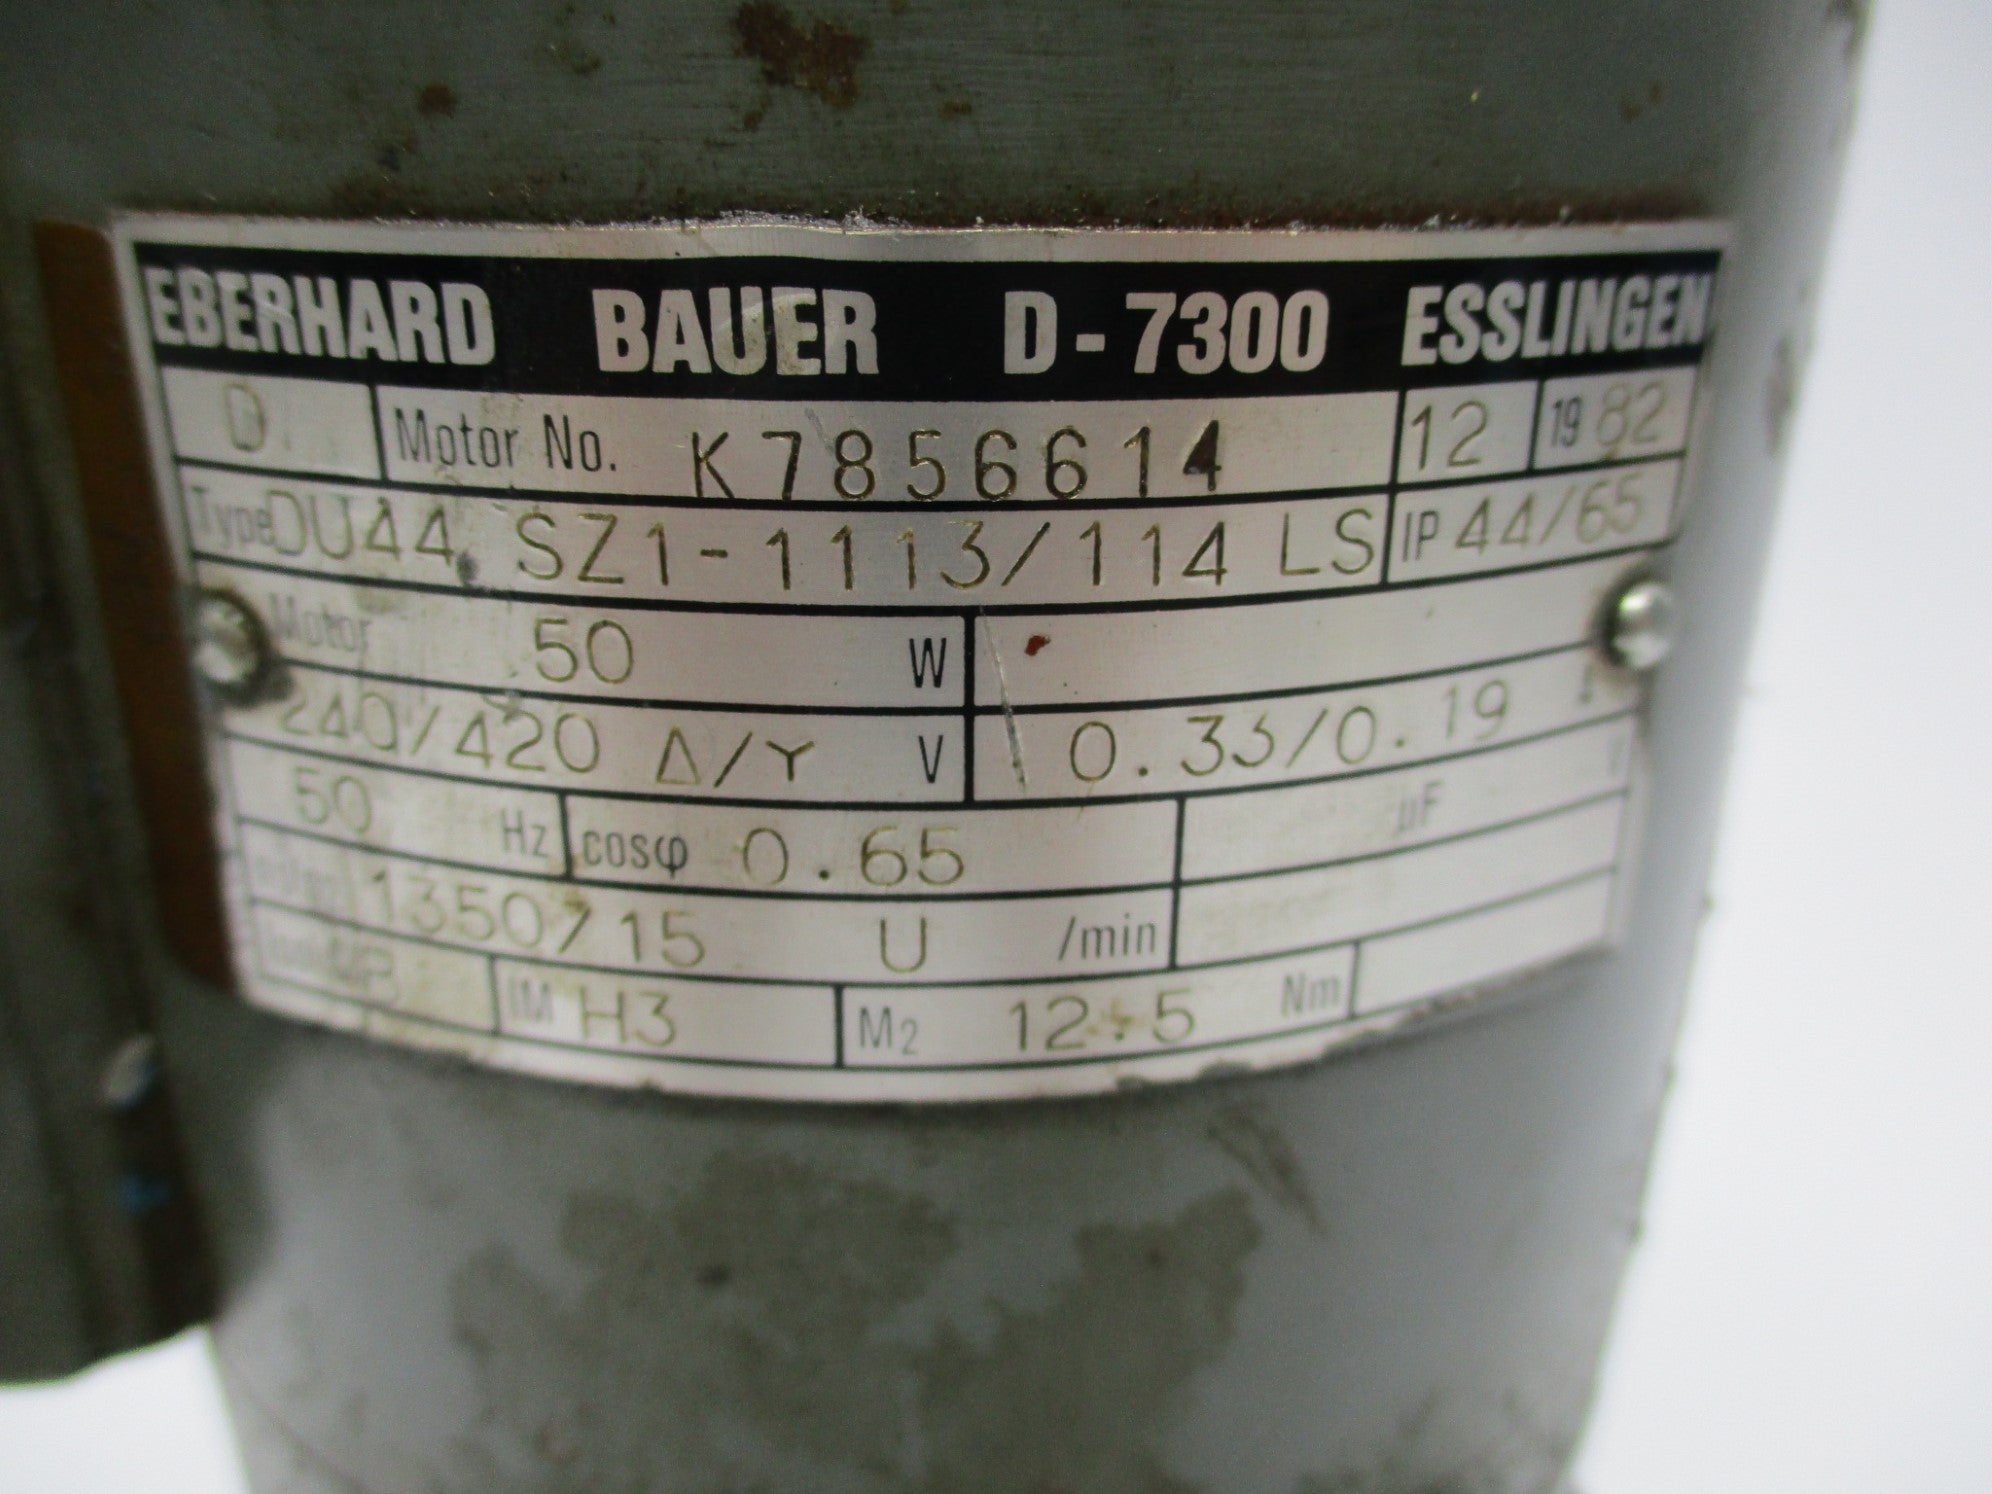 EBERHARD BAUER D-7300 ESSLINGEN
D Motor No. K7856614 12 1982
Type DU44 SZ1-1113/114 LS IP 44/65
Motor 50 W
240/420 Δ/Y V 0.33/0.19
50 Hz cosφ 0.65 µF
1350/15 U /min
IM H3 M2 12.5 Nm